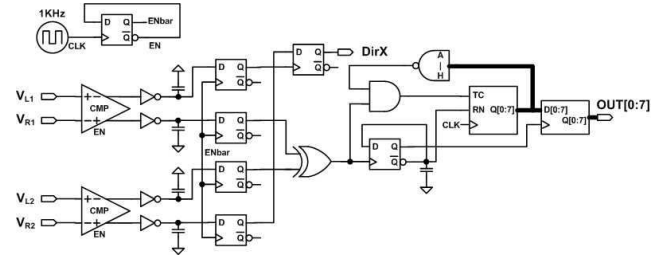 1KHz
D Q ENbar
CLK Q EN
D Q
D Q DirX
Q
Q
A
|
H
VL1
+ -
CMP
VR1
- +
EN
D Q
Q
TC
RN Q[0:7]
CLK
D[0:7]
Q[0:7]
OUT[0:7]
D Q
Q
ENbar
D Q
Q
VL2
+ -
CMP
VR2
- +
EN
D Q
Q